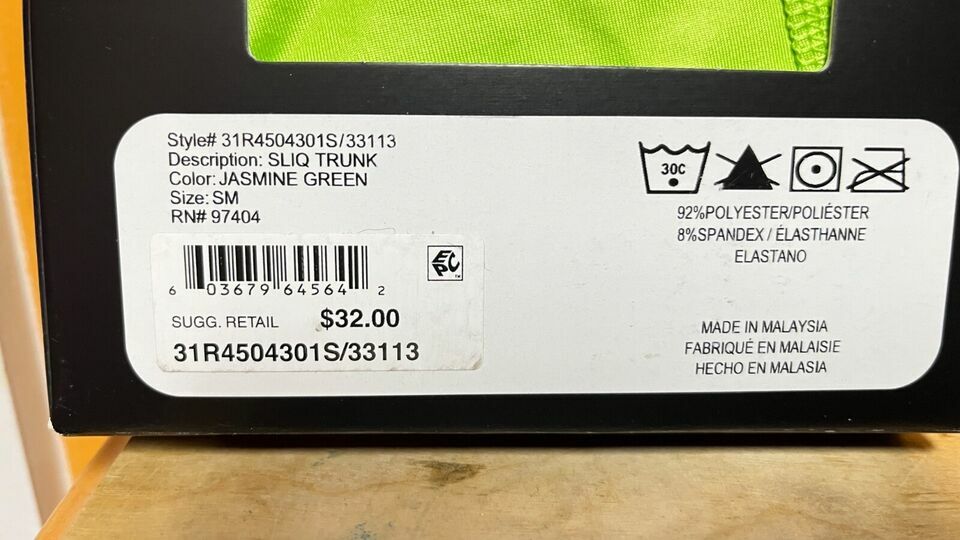 Style# 31R4504301S/33113
Description: SLIQ TRUNK
Color: JASMINE GREEN
Size: SM
RN# 97404
6 03679 64564 2
EPC
SUGG. RETAIL $32.00
31R4504301S/33113
30C
92%POLYESTER/POLIÉSTER
8%SPANDEX / ÉLASTHANNE
ELASTANO
MADE IN MALAYSIA
FABRIQUÉ EN MALAISIE
HECHO EN MALASIA